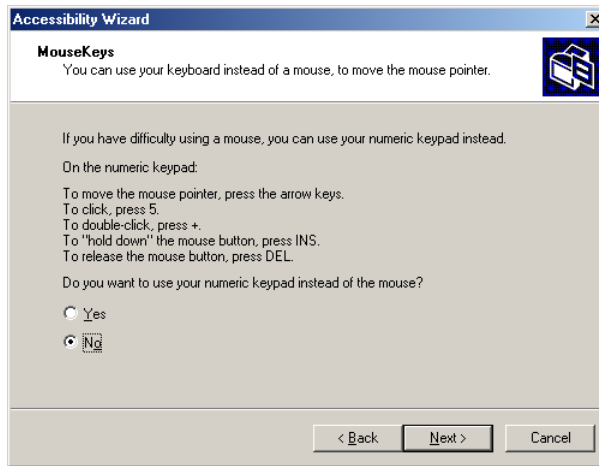 Accessibility Wizard
MouseKeys
You can use your keyboard instead of a mouse, to move the mouse pointer.
If you have difficulty using a mouse, you can use your numeric keypad instead.
On the numeric keypad:
To move the mouse pointer, press the arrow keys.
To click, press 5.
To double-click, press +.
To "hold down" the mouse button, press INS.
To release the mouse button, press DEL.
Do you want to use your numeric keypad instead of the mouse?
Yes
No
< Back Next > Cancel